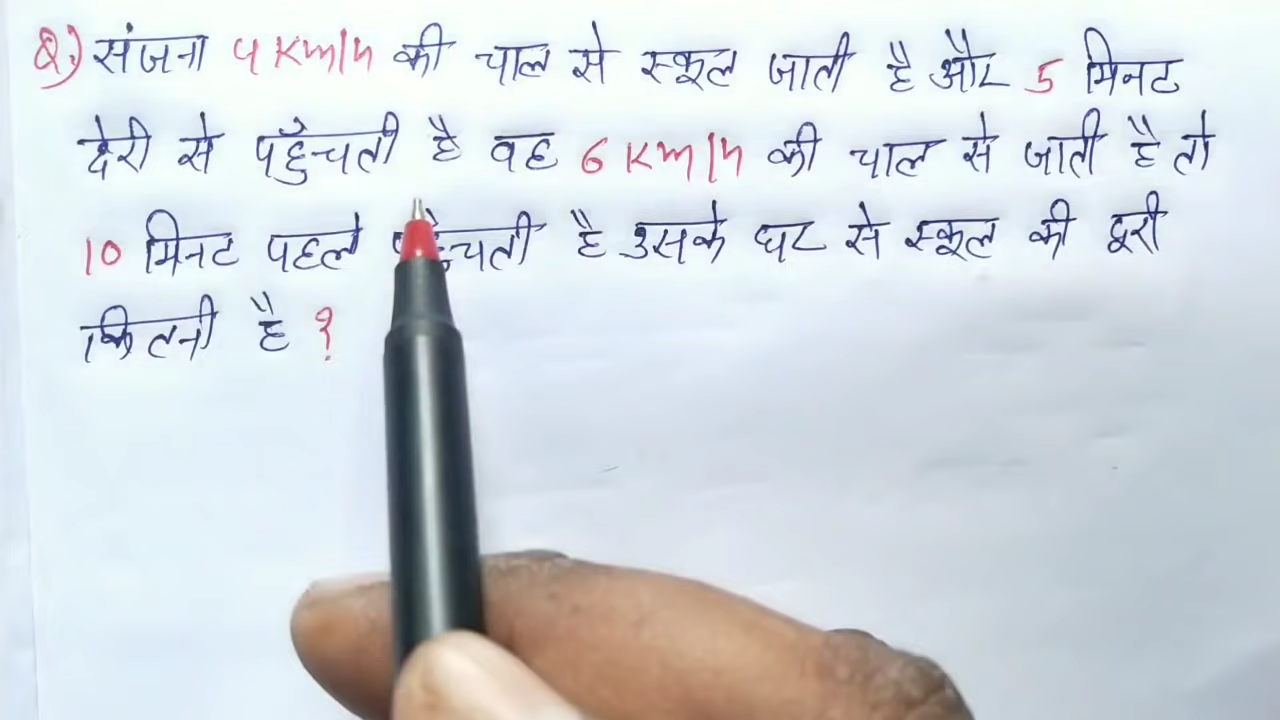 Q.) संजना 4 Km/h की चाल से स्कूल जाती है और 5 मिनट
देरी से पहुँचती है वह 6 Km/h की चाल से जाती है तो
10 मिनट पहले पहुँचती है उसके घर से स्कूल की दूरी
कितनी है ?